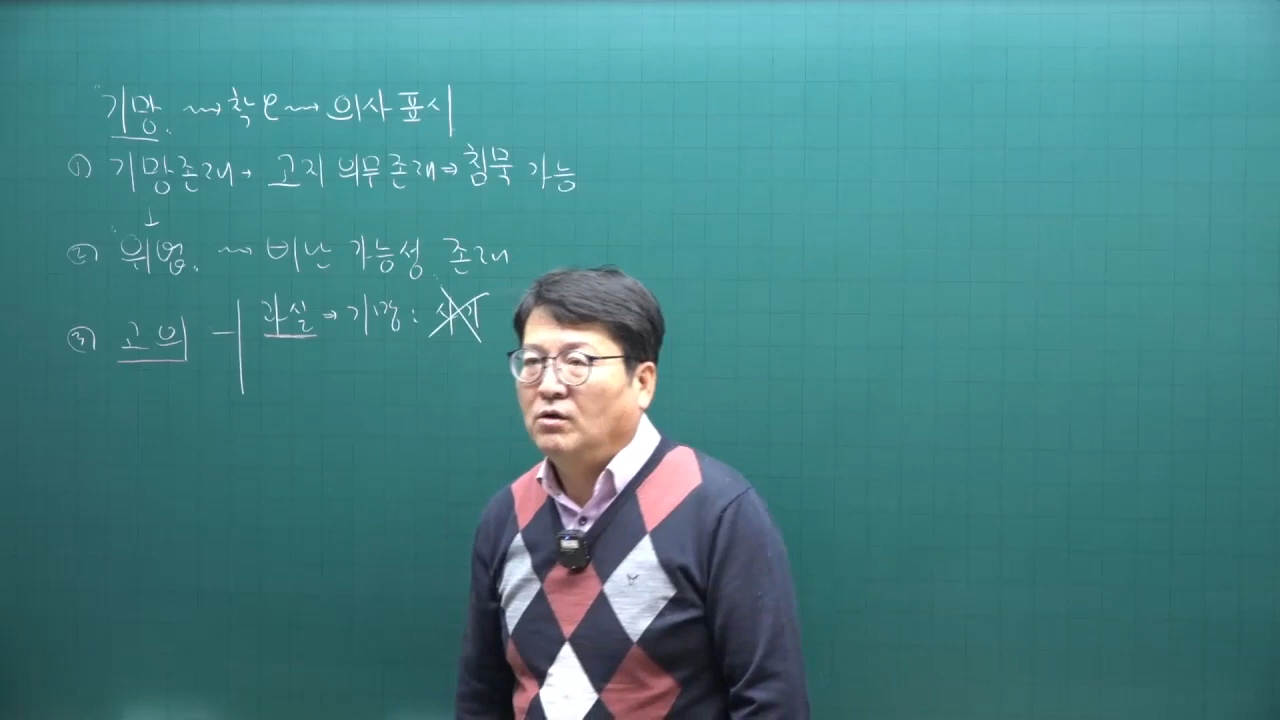 "기망. → 착오 → 의사표시
① 기망존재, 고지 의무존재 ⇒ 침묵 가능
② "위법. → 비난 가능성 존재
③ 고의 ㅓ 과실 ⇒ 기망 : 사기